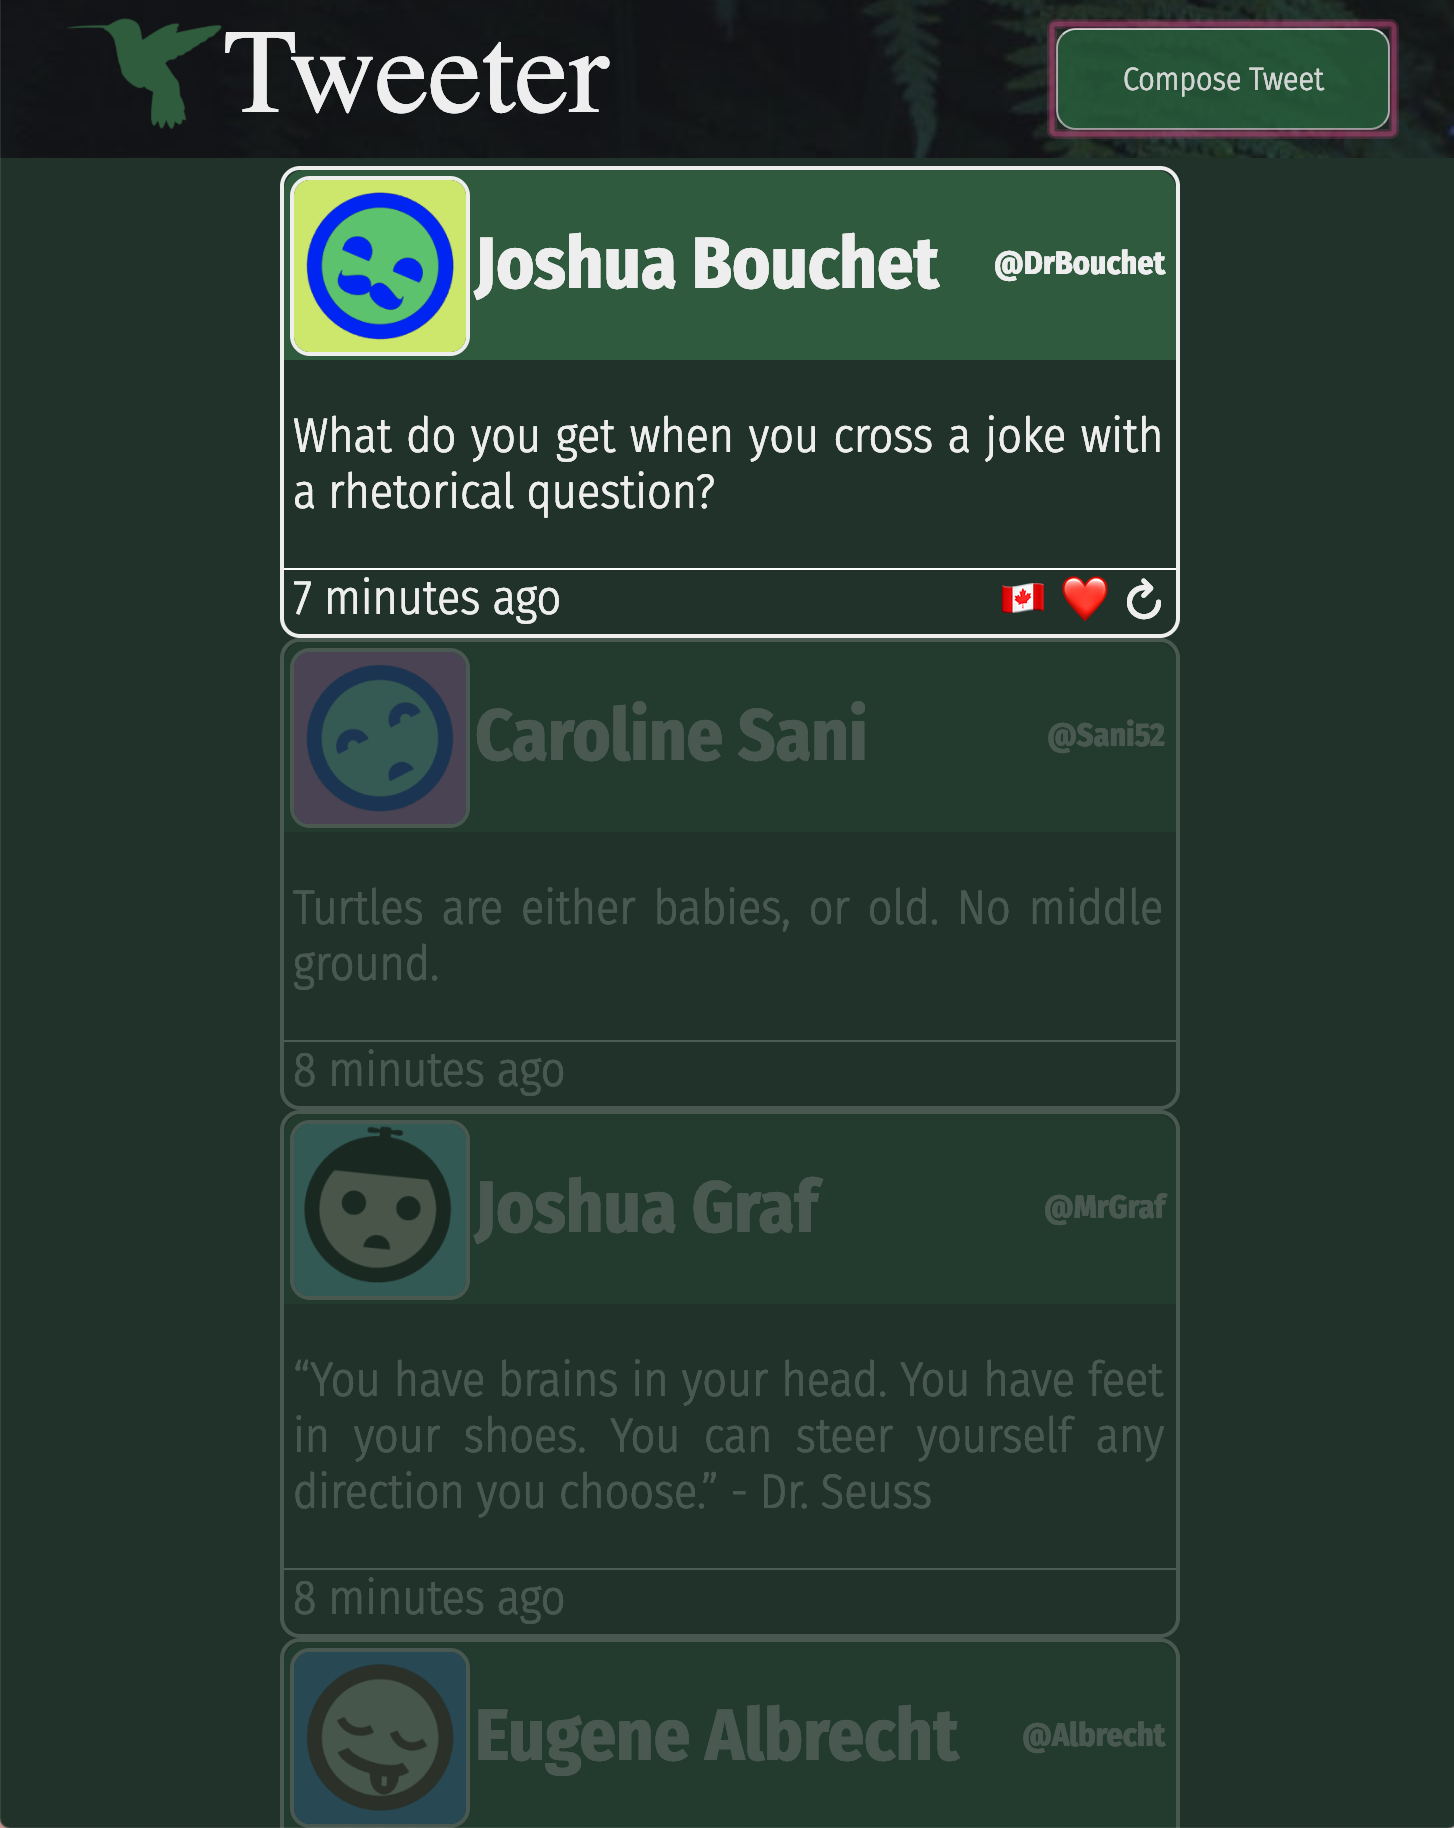 Tweeter
Compose Tweet
Joshua Bouchet
@DrBouchet
What do you get when you cross a joke with
a rhetorical question?
7 minutes ago
Caroline Sani
@Sani52
Turtles are either babies, or old. No middle
ground.
8 minutes ago
Joshua Graf
@MrGraf
“You have brains in your head. You have feet
in your shoes. You can steer yourself any
direction you choose.” - Dr. Seuss
8 minutes ago
Eugene Albrecht
@Albrecht